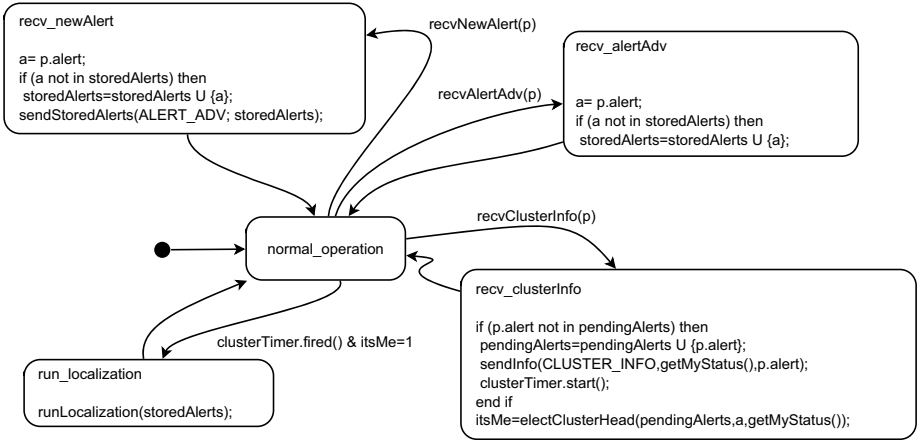 recv_newAlert
a= p.alert;
if (a not in storedAlerts) then
storedAlerts=storedAlerts U {a};
sendStoredAlerts(ALERT_ADV; storedAlerts);
recvNewAlert(p)
recv_alertAdv
a= p.alert;
if (a not in storedAlerts) then
storedAlerts=storedAlerts U {a};
recvAlertAdv(p)
normal_operation
recvClusterInfo(p)
recv_clusterInfo
if (p.alert not in pendingAlerts) then
pendingAlerts=pendingAlerts U {p.alert};
sendInfo(CLUSTER_INFO,getMyStatus(),p.alert);
clusterTimer.start();
end if
itsMe=electClusterHead(pendingAlerts,a,getMyStatus());
clusterTimer.fired() & itsMe=1
run_localization
runLocalization(storedAlerts);